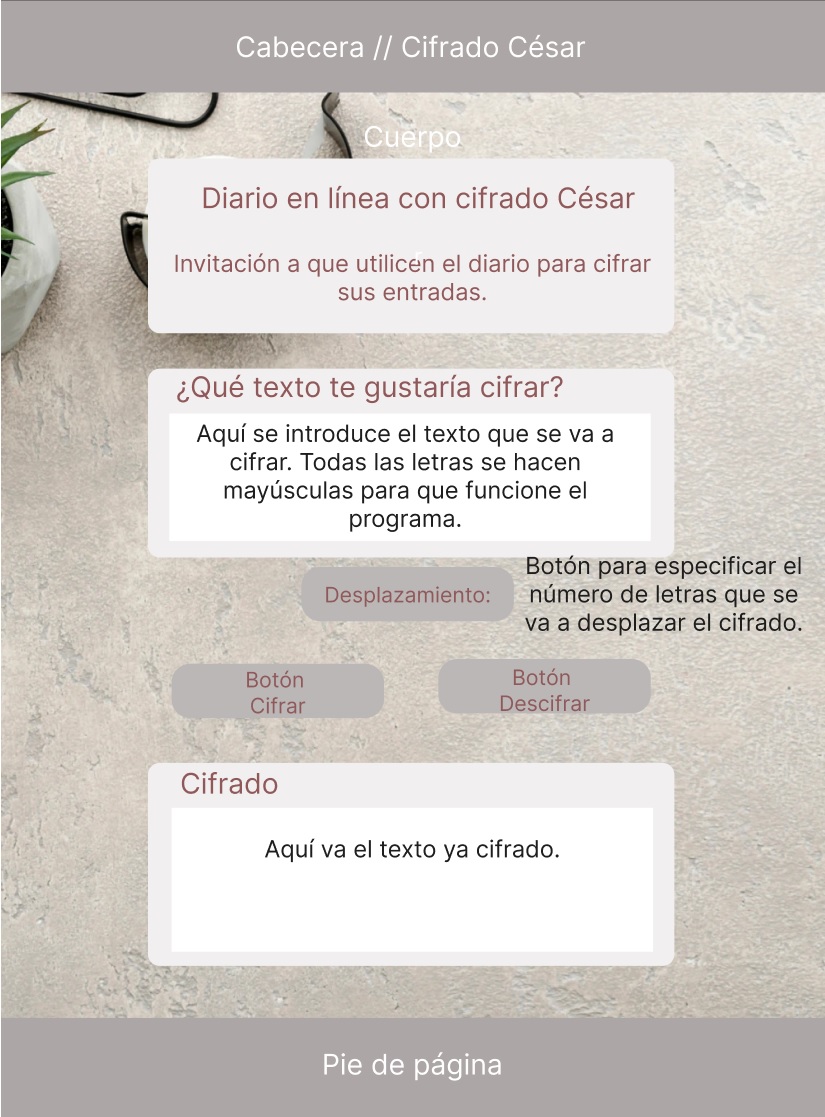 Cabecera // Cifrado César
Cuerpo
Diario en línea con cifrado César
Invitación a que utilicen el diario para cifrar
sus entradas.
¿Qué texto te gustaría cifrar?
Aquí se introduce el texto que se va a
cifrar. Todas las letras se hacen
mayúsculas para que funcione el
programa.
Desplazamiento:
Botón para especificar el
número de letras que se
va a desplazar el cifrado.
Botón
Cifrar
Botón
Descifrar
Cifrado
Aquí va el texto ya cifrado.
Pie de página